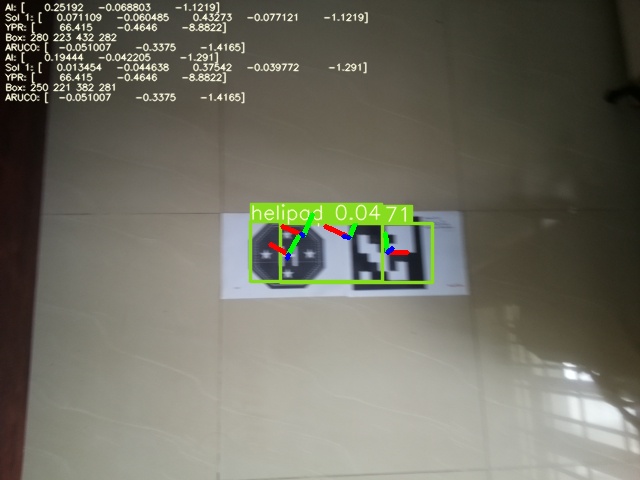 AI: [ 0.25192 -0.068803 -1.1219]
Sol 1: [ 0.071109 -0.060485 0.43273 -0.077121 -1.1219]
YPR: [ 66.415 -0.4646 -8.8822]
Box: 280 223 432 282
ARUCO: [ -0.051007 -0.3375 -1.4165]
AI: [ 0.19444 -0.042205 -1.291]
Sol 1: [ 0.013454 -0.044638 0.37542 -0.039772 -1.291]
YPR: [ 66.415 -0.4646 -8.8822]
Box: 250 221 382 281
ARUCO: [ -0.051007 -0.3375 -1.4165]
helipad 0.04 71